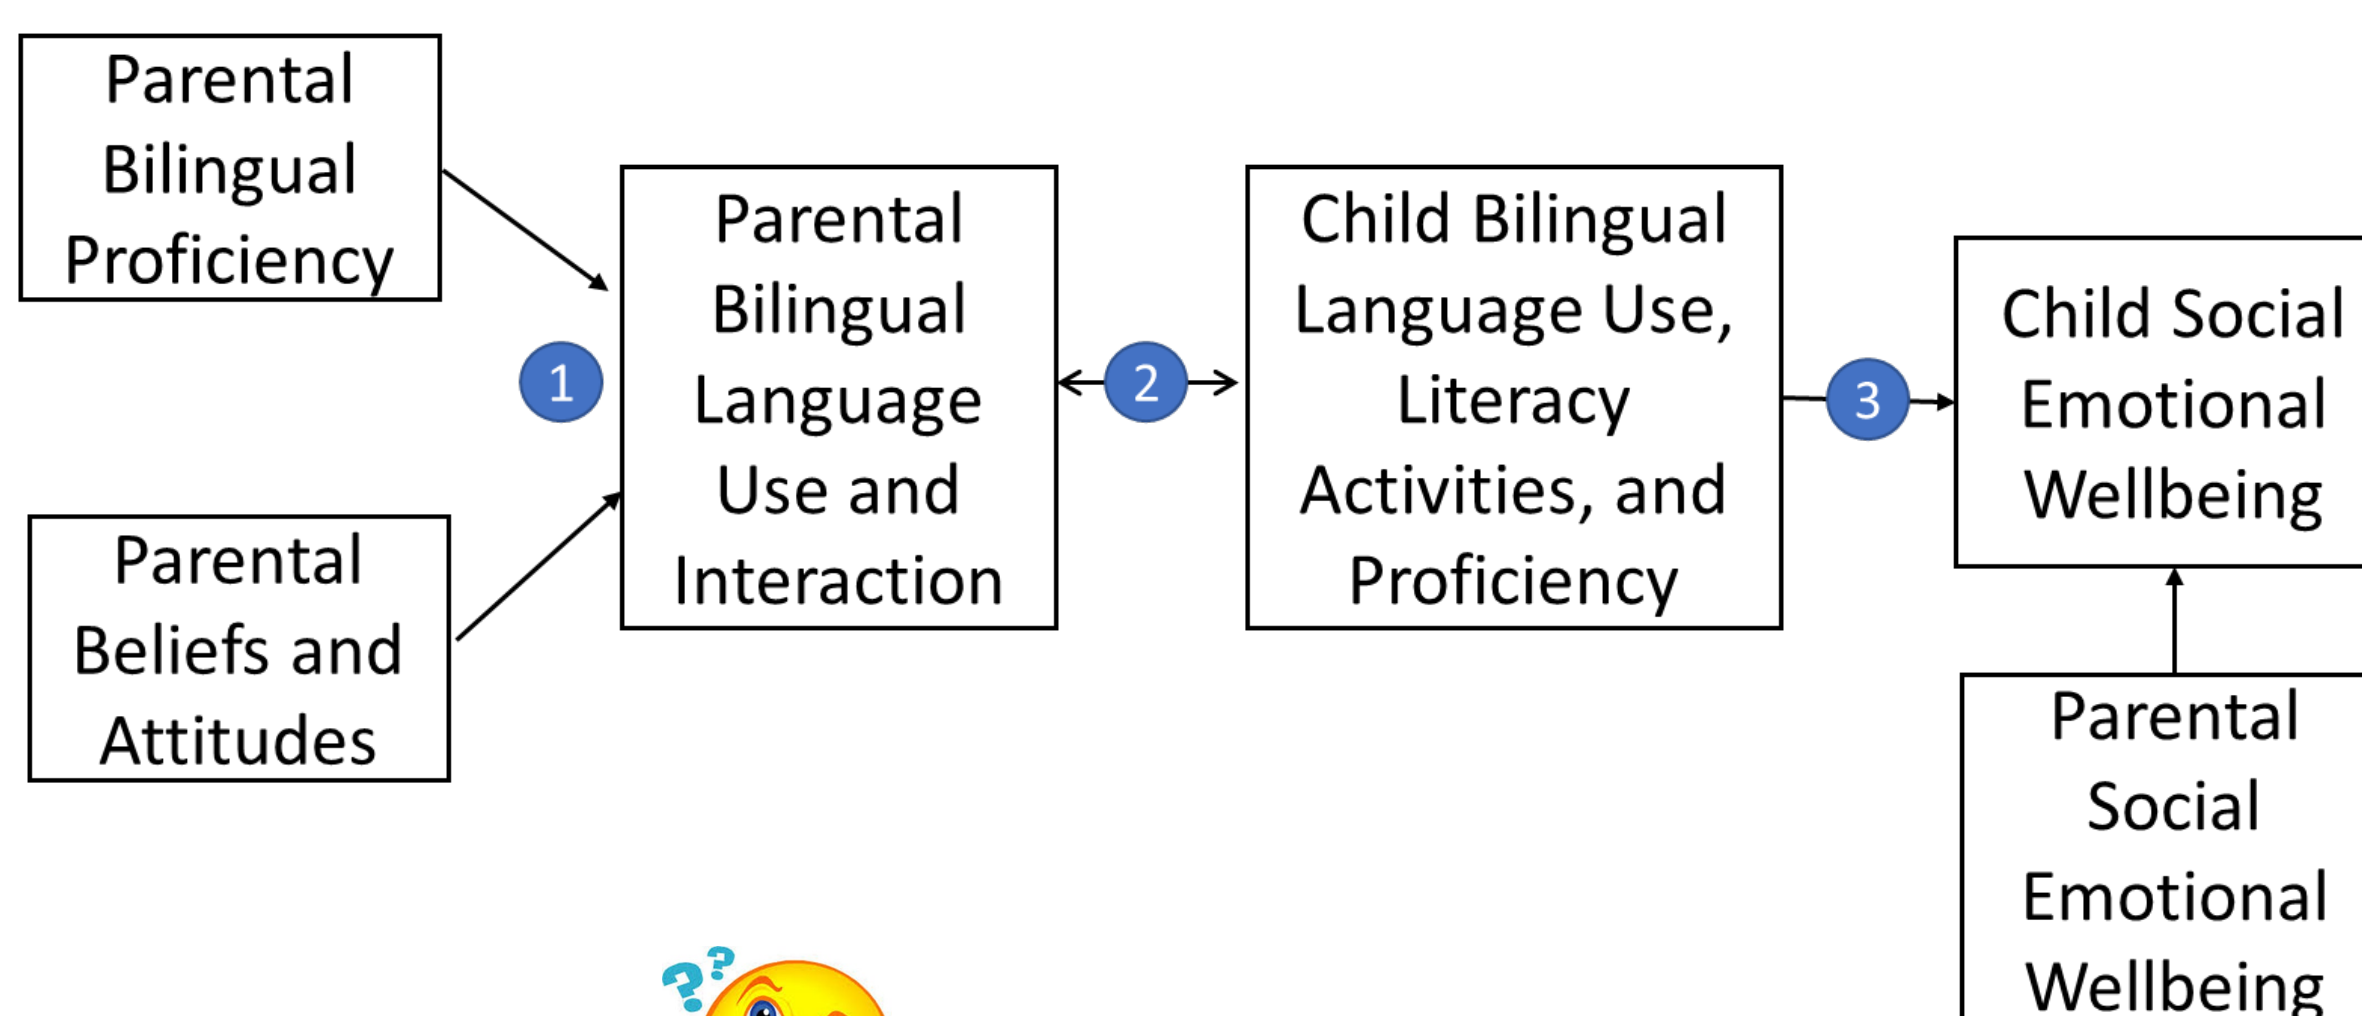 Parental
Bilingual
Proficiency
Parental
Beliefs and
Attitudes
1
Parental
Bilingual
Language
Use and
Interaction
2
Child Bilingual
Language Use,
Literacy
Activities, and
Proficiency
3
Child Social
Emotional
Wellbeing
Parental
Social
Emotional
Wellbeing
??